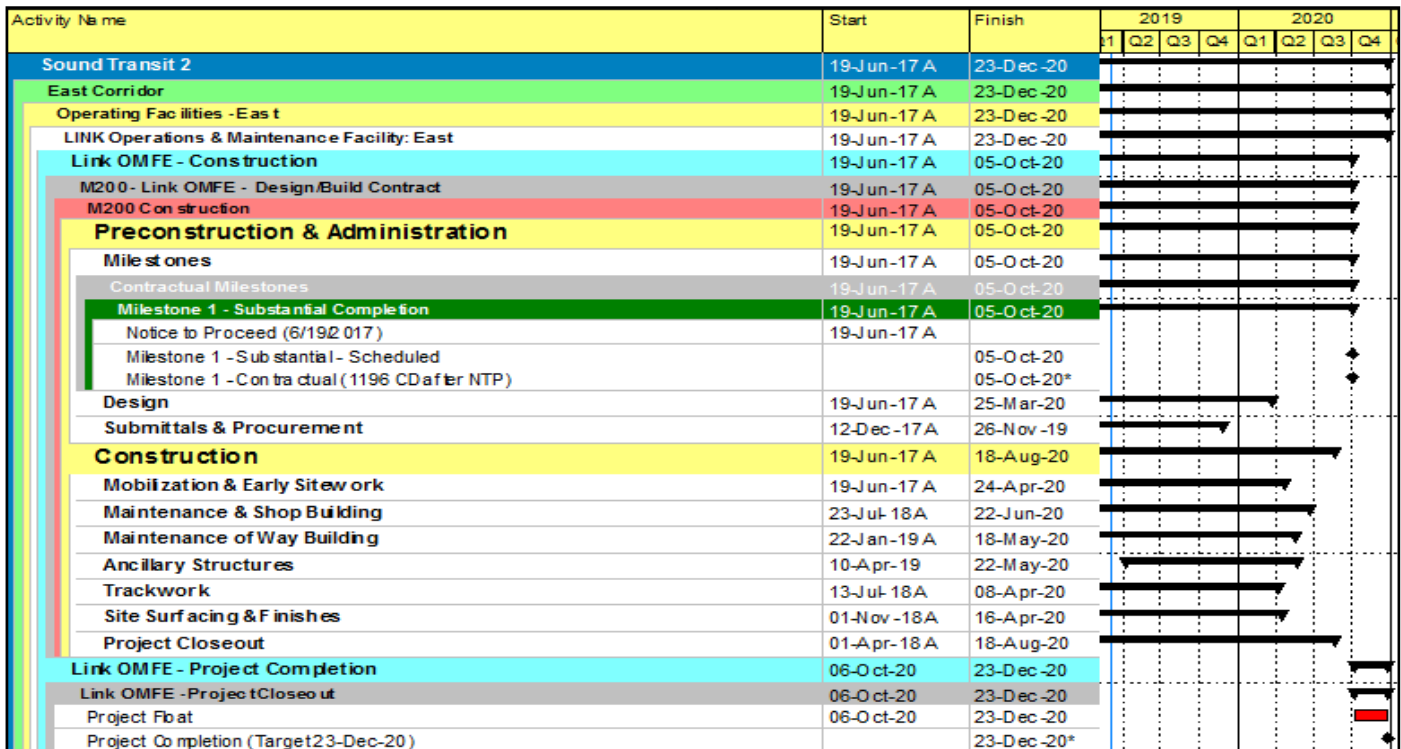 Activity Name Start Finish 2019 2020
Q1 Q2 Q3 Q4 Q1 Q2 Q3 Q4
Sound Transit 2 19-Jun-17 A 23-Dec-20
East Corridor 19-Jun-17 A 23-Dec-20
Operating Facilities - East 19-Jun-17 A 23-Dec-20
LINK Operations & Maintenance Facility: East 19-Jun-17 A 23-Dec-20
Link OMFE - Construction 19-Jun-17 A 05-Oct-20
M200 - Link OMFE - Design/Build Contract 19-Jun-17 A 05-Oct-20
M200 Construction 19-Jun-17 A 05-Oct-20
Preconstruction & Administration 19-Jun-17 A 05-Oct-20
Milestones 19-Jun-17 A 05-Oct-20
Contractual Milestones 19-Jun-17 A 05-Oct-20
Milestone 1 - Substantial Completion 19-Jun-17 A 05-Oct-20
Notice to Proceed (6/19/2017) 19-Jun-17 A
Milestone 1 - Substantial - Scheduled 05-Oct-20
Milestone 1 - Contractual (1196 CD after NTP) 05-Oct-20*
Design 19-Jun-17 A 25-Mar-20
Submittals & Procurement 12-Dec-17 A 26-Nov-19
Construction 19-Jun-17 A 18-Aug-20
Mobilization & Early Sitework 19-Jun-17 A 24-Apr-20
Maintenance & Shop Building 23-Jul-18 A 22-Jun-20
Maintenance of Way Building 22-Jan-19 A 18-May-20
Ancillary Structures 10-Apr-19 22-May-20
Trackwork 13-Jul-18 A 08-Apr-20
Site Surfacing & Finishes 01-Nov-18 A 16-Apr-20
Project Closeout 01-Apr-18 A 18-Aug-20
Link OMFE - Project Completion 06-Oct-20 23-Dec-20
Link OMFE - Project Closeout 06-Oct-20 23-Dec-20
Project Float 06-Oct-20 23-Dec-20
Project Completion (Target 23-Dec-20) 23-Dec-20*